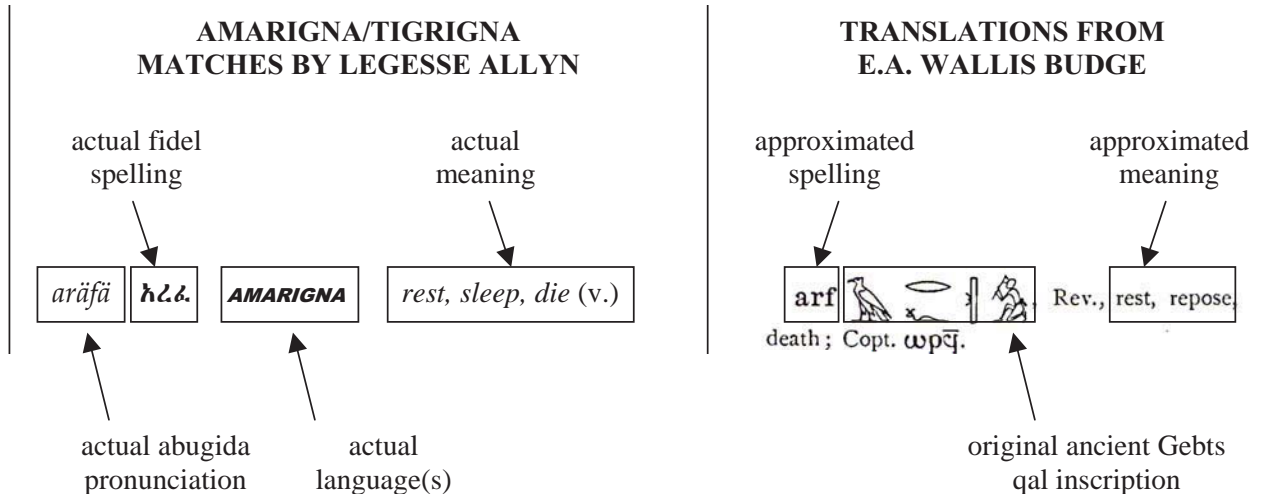 AMARIGNA/TIGRIGNA
MATCHES BY LEGESSE ALLYN
actual fidel
spelling
actual
meaning
aräfä አረፈ AMARIGNA rest, sleep, die (v.)
actual abugida
pronunciation
actual
language(s)
TRANSLATIONS FROM
E.A. WALLIS BUDGE
approximated
spelling
approximated
meaning
arf , Rev., rest, repose,
death; Copt. ωρϥ̅.
original ancient Gebts
qal inscription